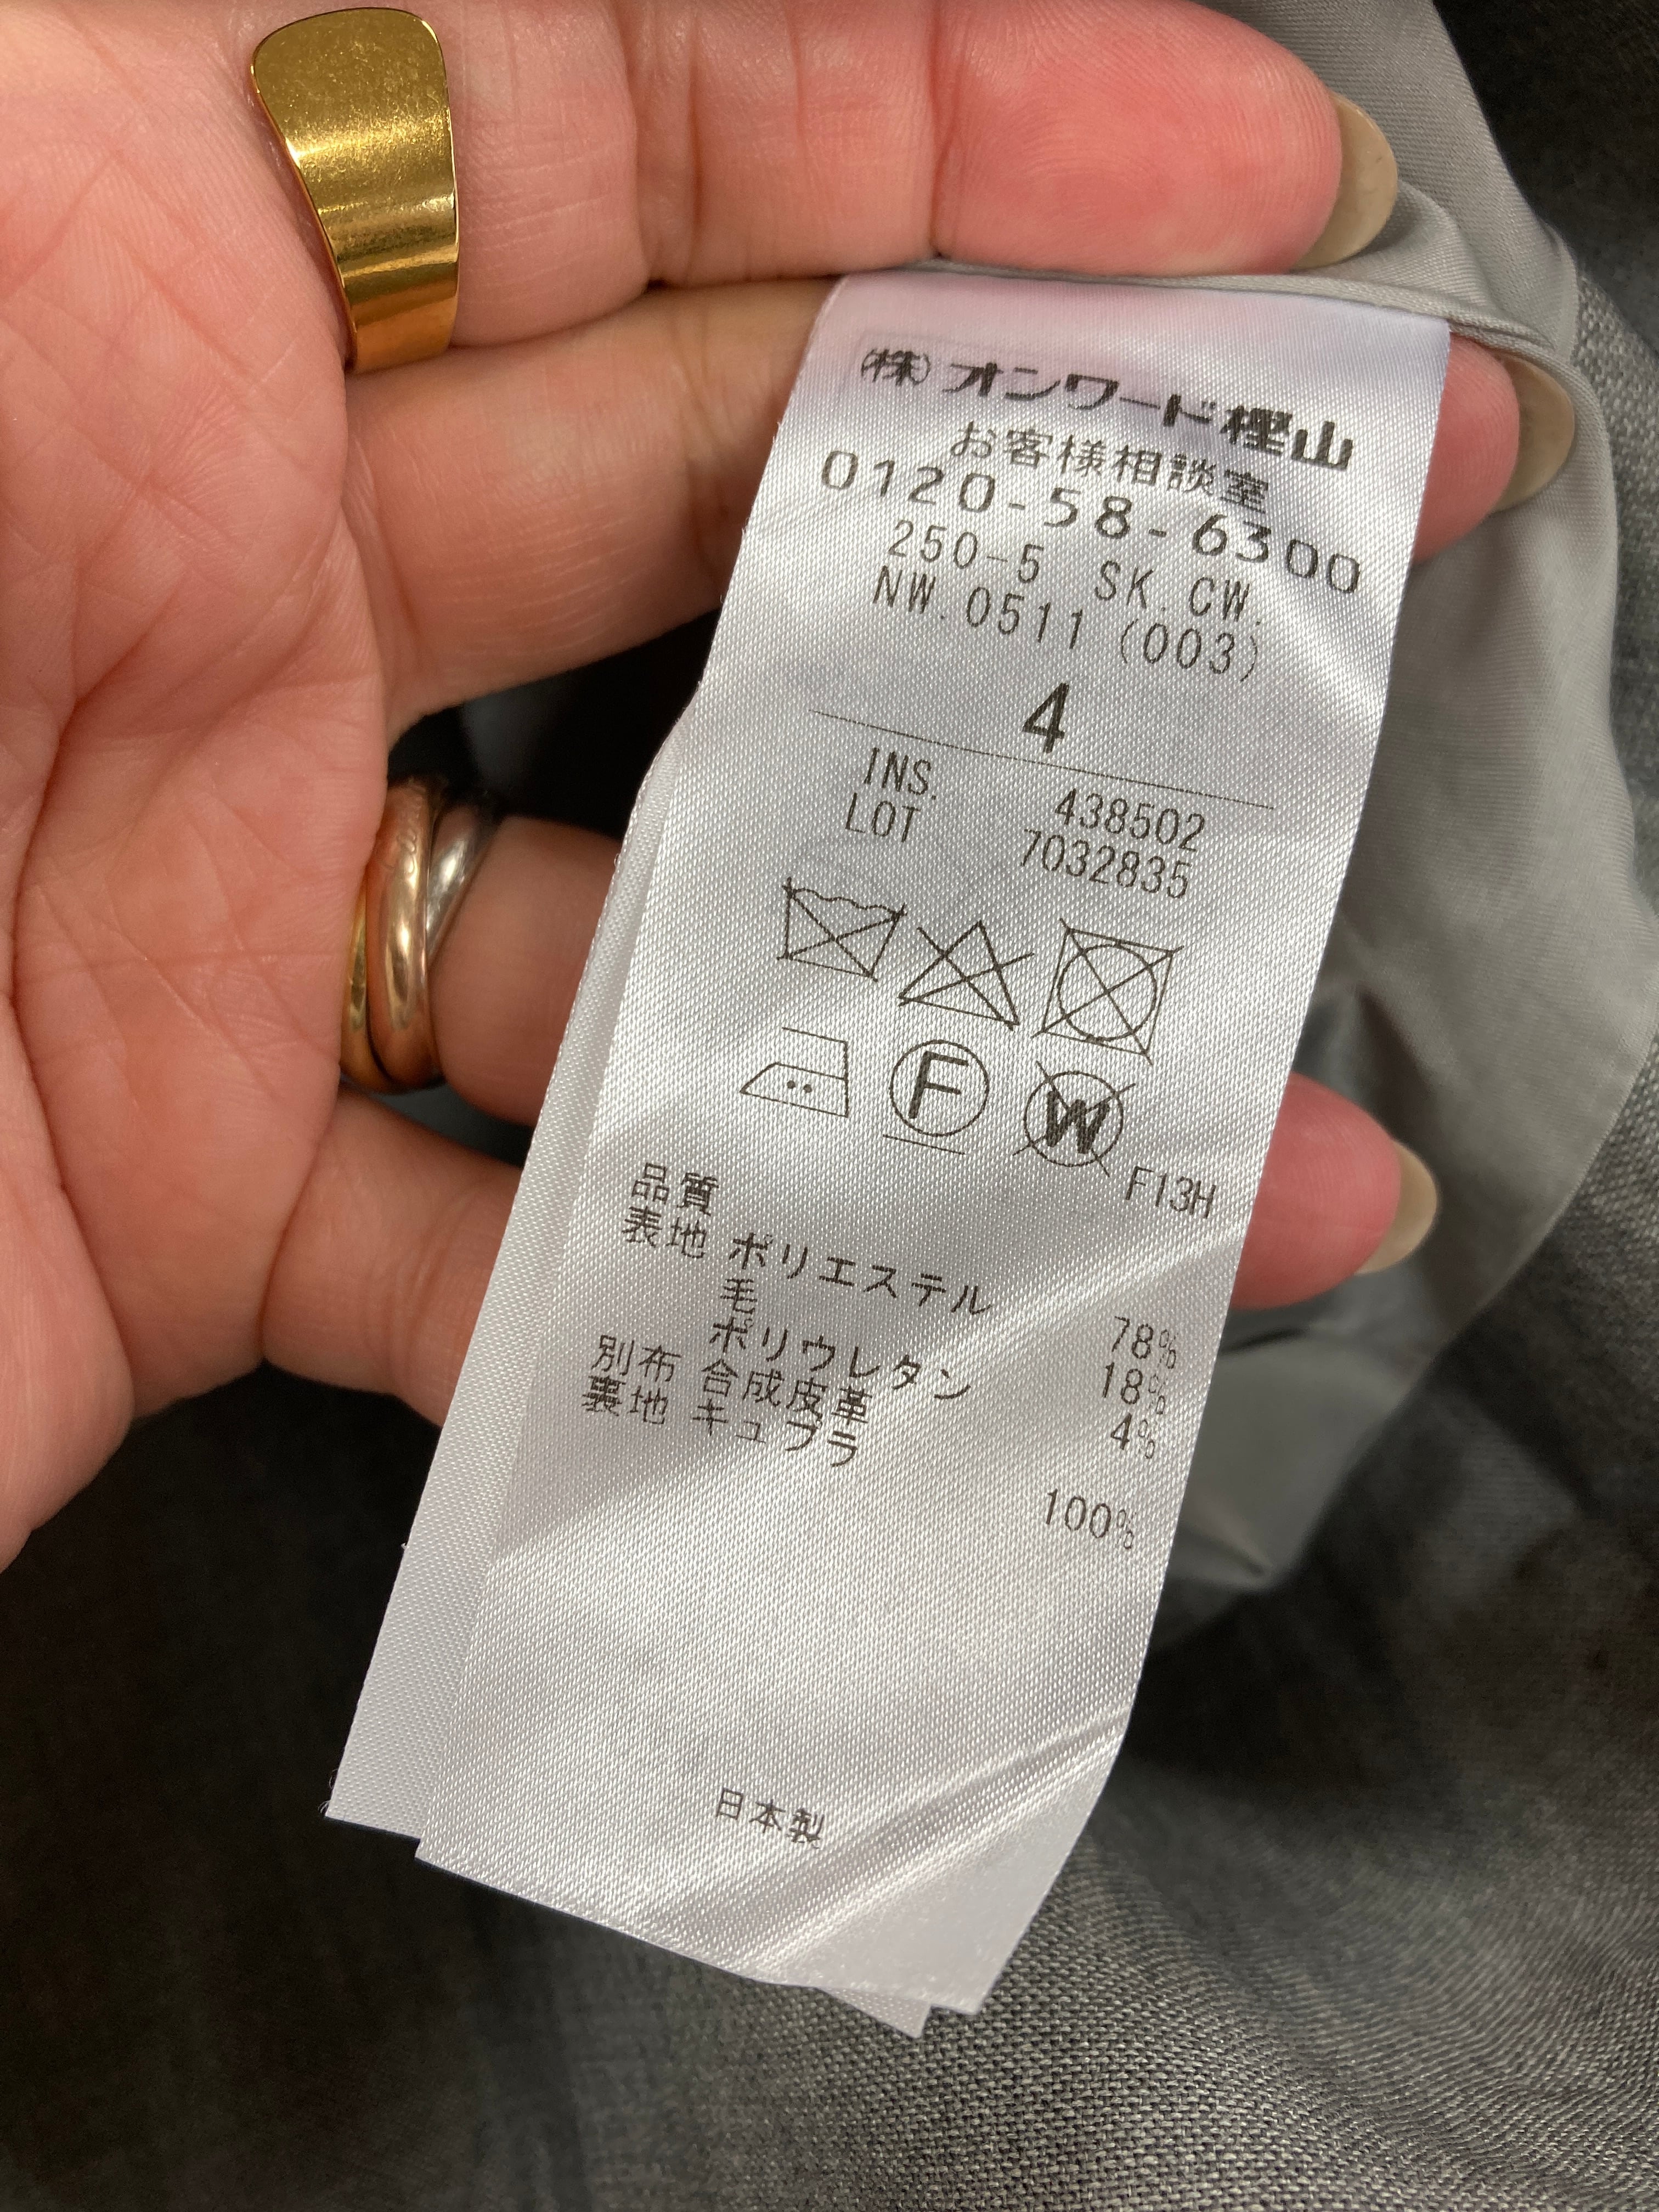 (株)オンワード樫山
お客様相談室
0120-58-6300
250-5 SK.CW.
NW.0511(003)
4
INS. 438502
LOT 7032835
F
W
F13H
品質
表地 ポリエステル 78%
毛 18%
ポリウレタン 4%
別布 合成皮革
裏地 キュプラ 100%
日本製